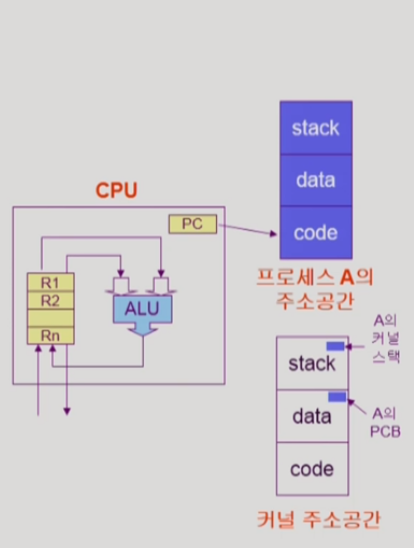 CPU
PC
R1
R2
Rn
ALU
stack
data
code
프로세스 A의
주소공간
stack
data
code
A의
커널
스택
A의
PCB
커널 주소공간